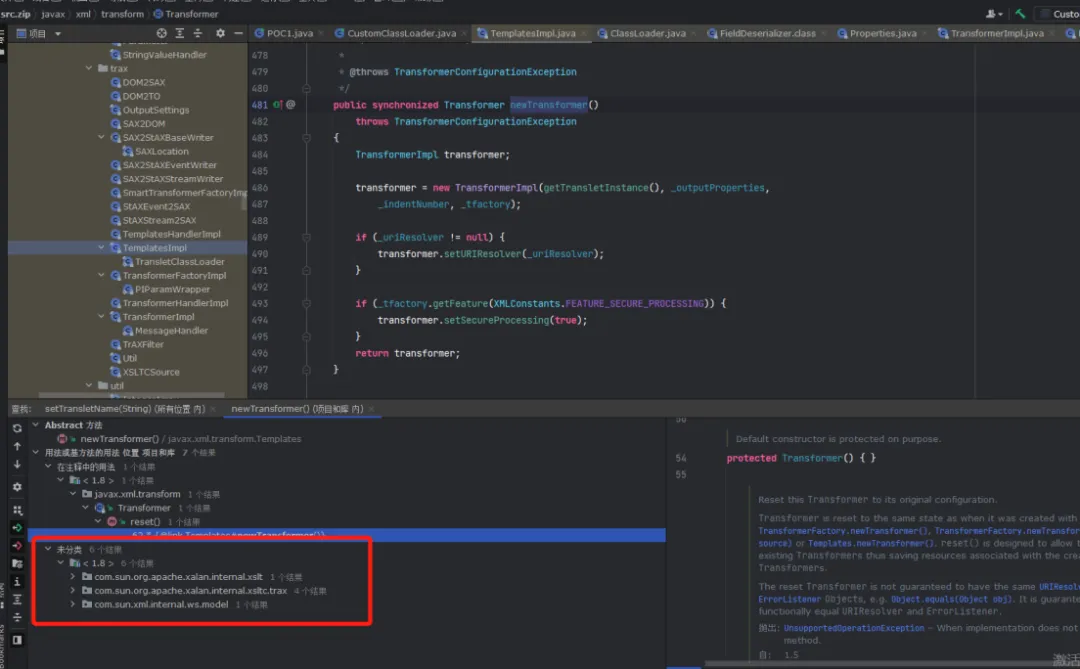 src.zip javax xml transform Transformer
Custo
项目
POC1.java CustomClassLoader.java TemplatesImpl.java ClassLoader.java FieldDeserializer.class Properties.java TransformerImpl.java
StringValueHandler
trax
DOM2SAX
DOM2TO
OutputSettings
SAX2DOM
SAX2StAXBaseWriter
SAXLocation
SAX2StAXEventWriter
SAX2StAXStreamWriter
SmartTransformerFactoryImp
StAXEvent2SAX
StAXStream2SAX
TemplatesHandlerImpl
TemplatesImpl
TransletClassLoader
TransformerFactoryImpl
PIParamWrapper
TransformerHandlerImpl
TransformerImpl
MessageHandler
TrAXFilter
Util
XSLTCSource
util
478 *
479 * @throws TransformerConfigurationException
480 */
481 @ public synchronized Transformer newTransformer()
482 throws TransformerConfigurationException
483 {
484 TransformerImpl transformer;
485
486 transformer = new TransformerImpl(getTransletInstance(), _outputProperties,
487 _indentNumber, _tfactory);
488
489 if (_uriResolver != null) {
490 transformer.setURIResolver(_uriResolver);
491 }
492
493 if (_tfactory.getFeature(XMLConstants.FEATURE_SECURE_PROCESSING)) {
494 transformer.setSecureProcessing(true);
495 }
496 return transformer;
497 }
498
查找: setTransletName(String) (所有位置 内) newTransformer() (项目和库 内)
Abstract 方法
newTransformer() / javax.xml.transform.Templates
用法或基方法的用法 位置 项目和库 7 个结果
在注释中的用法 1 个结果
< 1.8 > 1 个结果
javax.xml.transform 1 个结果
Transformer 1 个结果
reset() 1 个结果
未分类 6 个结果
< 1.8 > 6 个结果
com.sun.org.apache.xalan.internal.xslt 1 个结果
com.sun.org.apache.xalan.internal.xsltc.trax 4 个结果
com.sun.xml.internal.ws.model 1 个结果
Default constructor is protected on purpose.
54 protected Transformer() { }
55
Reset this Transformer to its original configuration.
Transformer is reset to the same state as when it was created with
TransformerFactory.newTransformer(), TransformerFactory.newTransformer(
source) or Templates.newTransformer(). reset() is designed to allow t
existing Transformers thus saving resources associated with the crea
Transformers.
The reset Transformer is not guaranteed to have the same URIResolv
ErrorListener Objects, e.g. Object.equals(Object obj). It is guarante
functionally equal URIResolver and ErrorListener.
抛出: UnsupportedOperationException – When implementation does not
method.
自: 1.5
激活